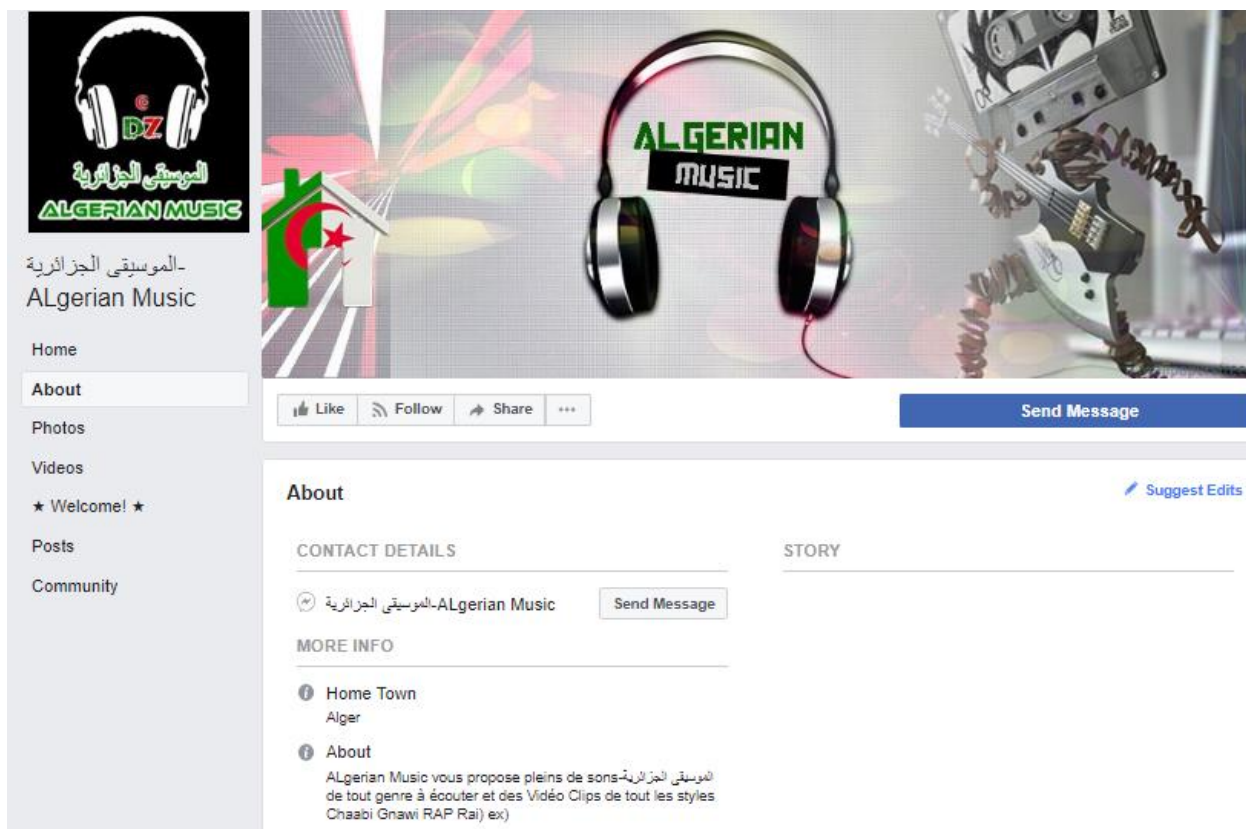 DZ
الموسيقى الجزائرية
ALGERIAN MUSIC
ALGERIAN
MUSIC
-الموسيقى الجزائرية
ALgerian Music
Home
About
Photos
Videos
★ Welcome! ★
Posts
Community
Like
Follow
Share
...
Send Message
About
Suggest Edits
CONTACT DETAILS
STORY
الموسيقى الجزائرية-ALgerian Music
Send Message
MORE INFO
Home Town
Alger
About
ALgerian Music vous propose pleins de sons-الموسيقى الجزائرية
de tout genre à écouter et des Vidéo Clips de tout les styles
Chaabi Gnawi RAP Rai) ex)